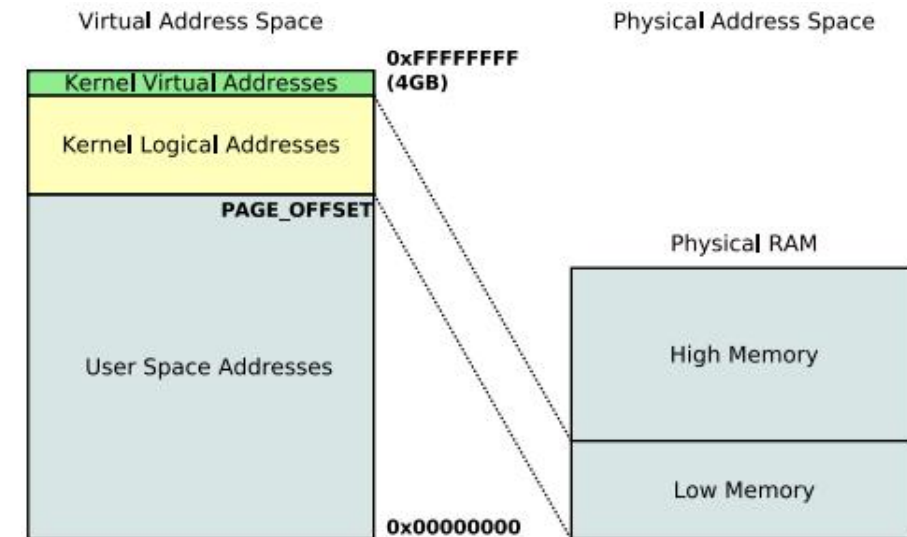 Virtual Address Space
Physical Address Space
0xFFFFFFFF
(4GB)
Kernel Virtual Addresses
Kernel Logical Addresses
PAGE_OFFSET
Physical RAM
High Memory
User Space Addresses
Low Memory
0x00000000